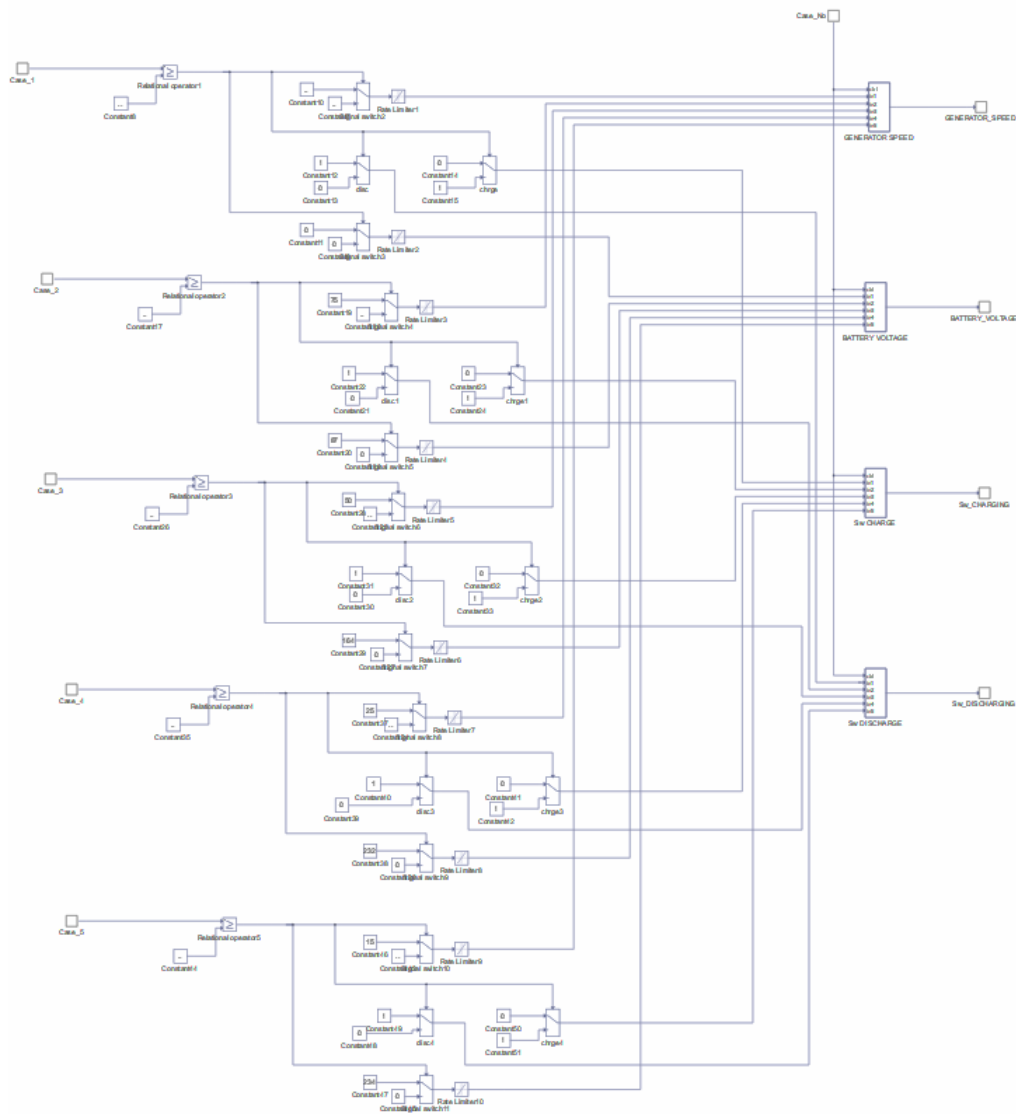 Case_No
Case_1
≥
Relational operator1
Constant10
Rate Limiter1
GENERATOR SPEED
GENERATOR_SPEED
1
Constant12
0
Constant13
disc
0
Constant14
1
Constant15
chrge
0
Constant11
0
Rate Limiter2
Case_2
≥
Relational operator2
Constant17
75
Constant19
Rate Limiter3
BATTERY VOLTAGE
BATTERY_VOLTAGE
1
Constant22
0
Constant21
disc1
0
Constant23
1
Constant24
chrge1
87
Constant20
0
Rate Limiter4
Case_3
≥
Relational operator3
Constant26
50
Rate Limiter5
Sw CHARGE
Sw_CHARGING
1
Constant31
0
Constant30
disc2
0
Constant32
1
Constant33
chrge2
164
Constant29
0
Rate Limiter6
Case_4
≥
Relational operator4
Constant35
25
Constant37
Rate Limiter7
Sw DISCHARGE
Sw_DISCHARGING
1
Constant40
0
Constant39
disc3
0
Constant41
1
Constant42
chrge3
232
Constant38
0
Rate Limiter8
Case_5
≥
Relational operator5
Constant44
15
Constant46
Rate Limiter9
1
Constant49
0
Constant48
disc4
0
Constant50
1
Constant51
chrge4
234
Constant47
0
Rate Limiter10